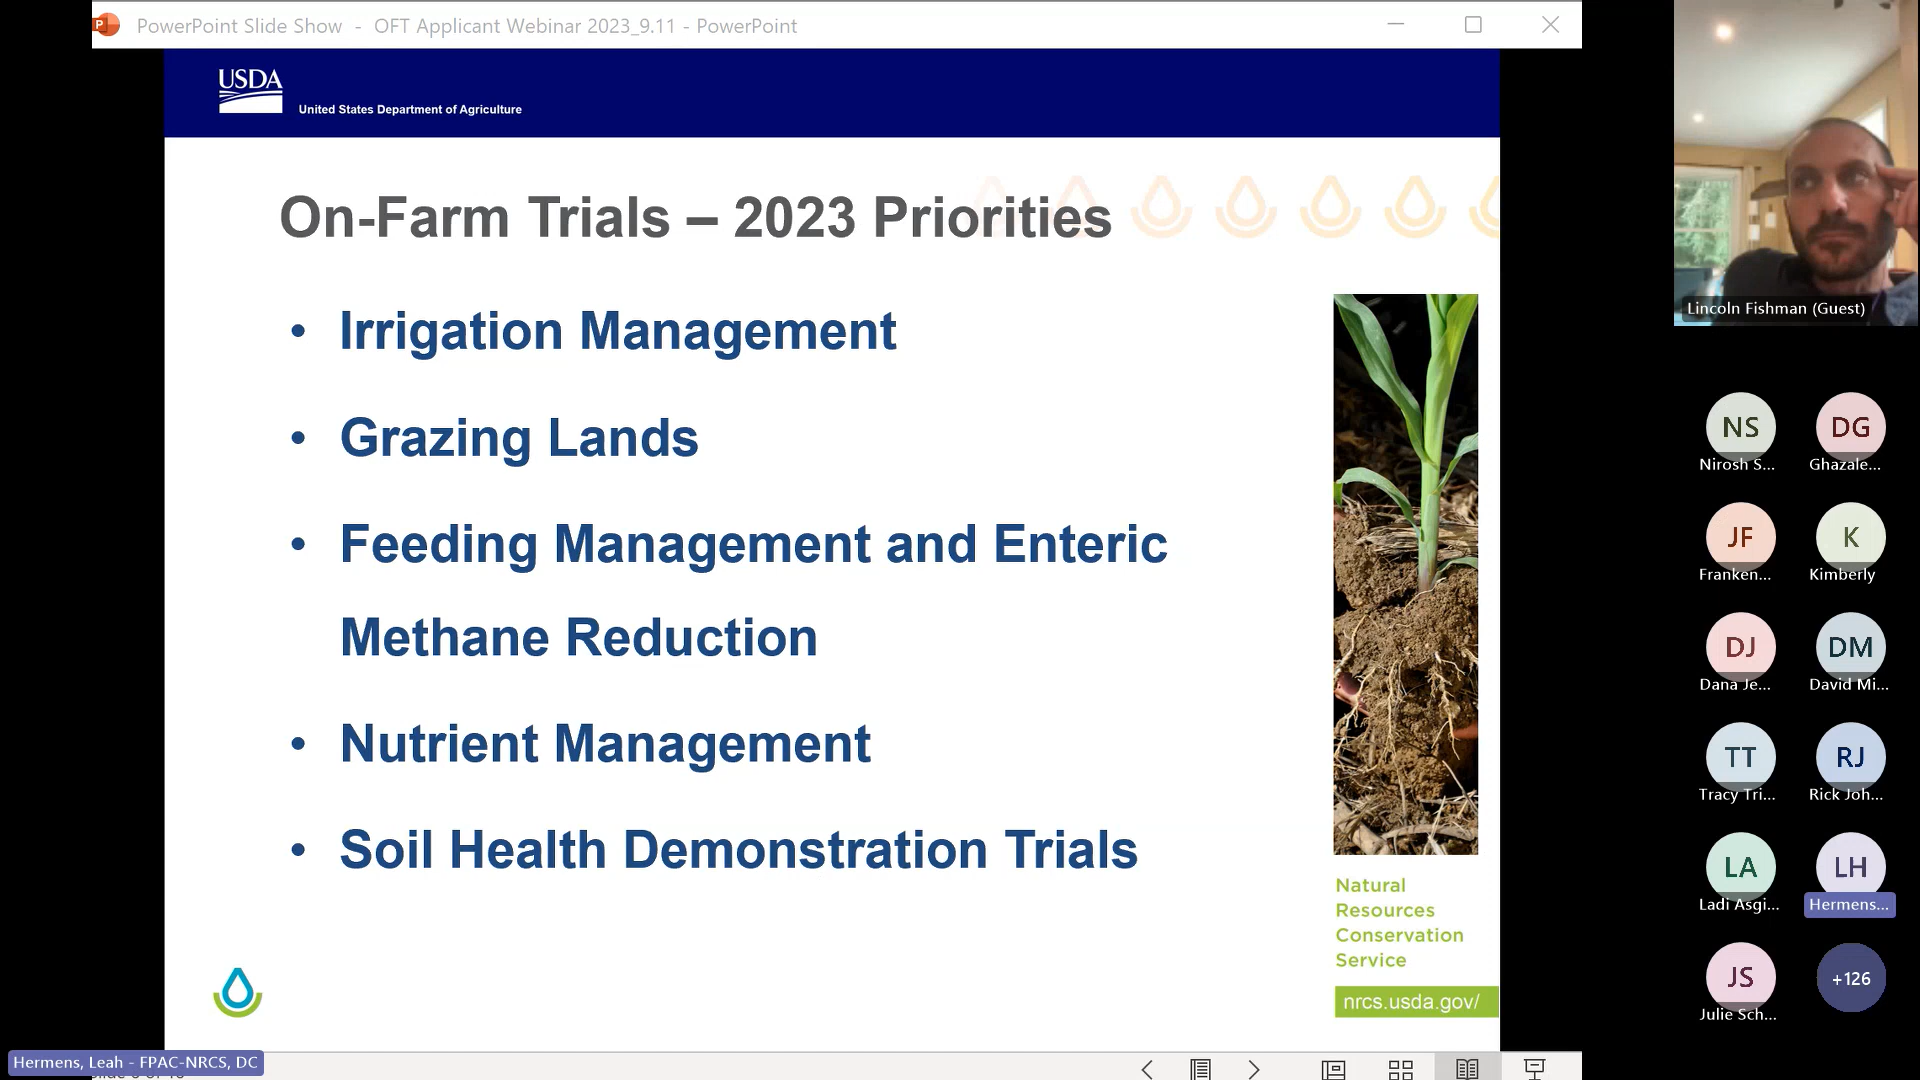 PowerPoint Slide Show - OFT Applicant Webinar 2023_9.11 - PowerPoint
USDA
United States Department of Agriculture
On-Farm Trials – 2023 Priorities
• Irrigation Management
• Grazing Lands
• Feeding Management and Enteric
Methane Reduction
• Nutrient Management
• Soil Health Demonstration Trials
Natural
Resources
Conservation
Service
nrcs.usda.gov/
Hermens, Leah - FPAC-NRCS, DC
Lincoln Fishman (Guest)
NS
Nirosh S...
DG
Ghazale...
JF
Franken...
K
Kimberly
DJ
Dana Je...
DM
David Mi...
TT
Tracy Tri...
RJ
Rick Joh...
LA
Ladi Asgi...
LH
Hermens...
JS
Julie Sch...
+126